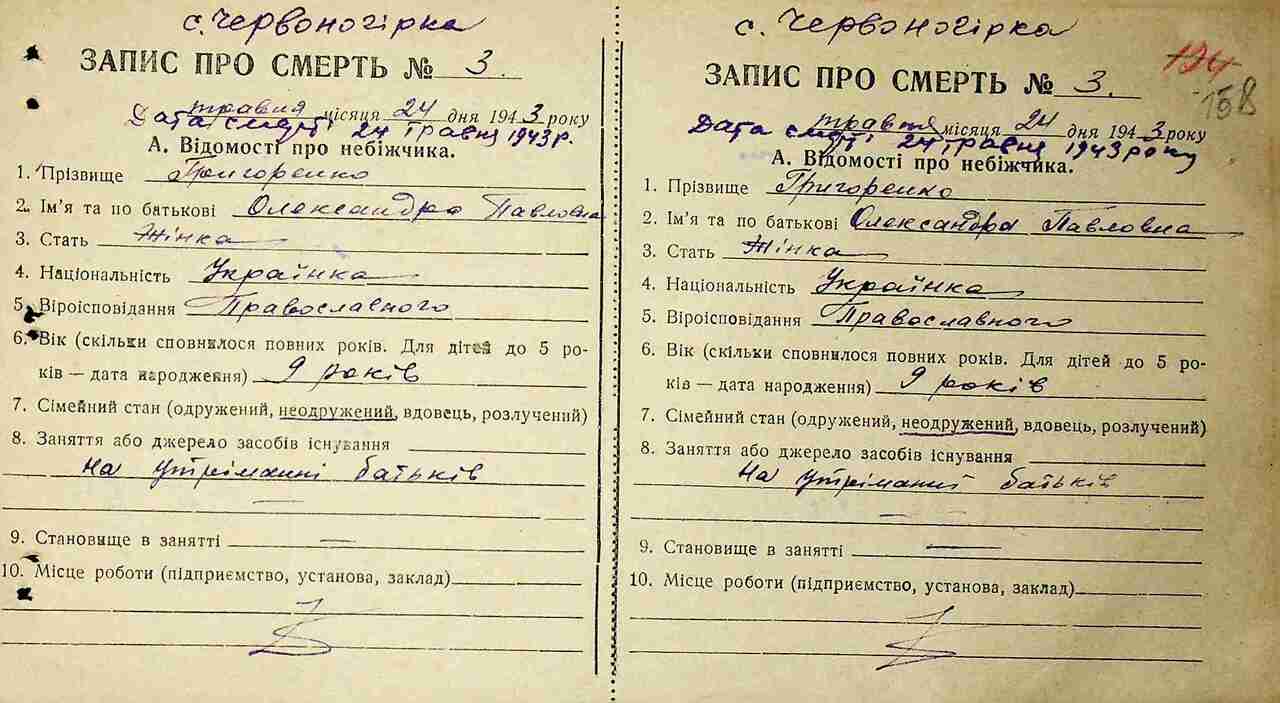 с. Червоногірка
ЗАПИС ПРО СМЕРТЬ № 3.
травня місяця 24 дня 1943 року
Дата смерті 24 травня 1943 р.
А. Відомості про небіжчика.
1. Прізвище Григоренко
2. Ім'я та по батькові Олександра Павловна
3. Стать Жінка
4. Національність Українка
5. Віроісповідання Православного
6. Вік (скільки сповнилося повних років. Для дітей до 5 ро-
ків — дата народження) 9 років
7. Сімейний стан (одружений, неодружений, вдовець, розлучений)
8. Заняття або джерело засобів існування
на утріманні батьків
—
9. Становище в занятті —
10. Місце роботи (підприємство, установа, заклад)
с. Червоногірка
124
158
ЗАПИС ПРО СМЕРТЬ № 3.
травня місяця 24 дня 1943 року
Дата смерті 24 травня 1943 року
А. Відомості про небіжчика.
1. Прізвище Григоренко
2. Ім'я та по батькові Олександра Павловна
3. Стать Жінка
4. Національність Українка
5. Віроісповідання Православного
6. Вік (скільки сповнилося повних років. Для дітей до 5 ро-
ків — дата народження) 9 років
7. Сімейний стан (одружений, неодружений, вдовець, розлучений)
8. Заняття або джерело засобів існування
на утріманні батьків
—
9. Становище в занятті —
10. Місце роботи (підприємство, установа, заклад)